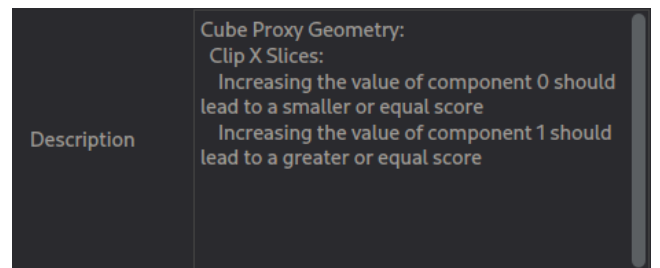 Cube Proxy Geometry:
Clip X Slices:
Increasing the value of component 0 should
lead to a smaller or equal score
Increasing the value of component 1 should
Description
lead to a greater or equal score